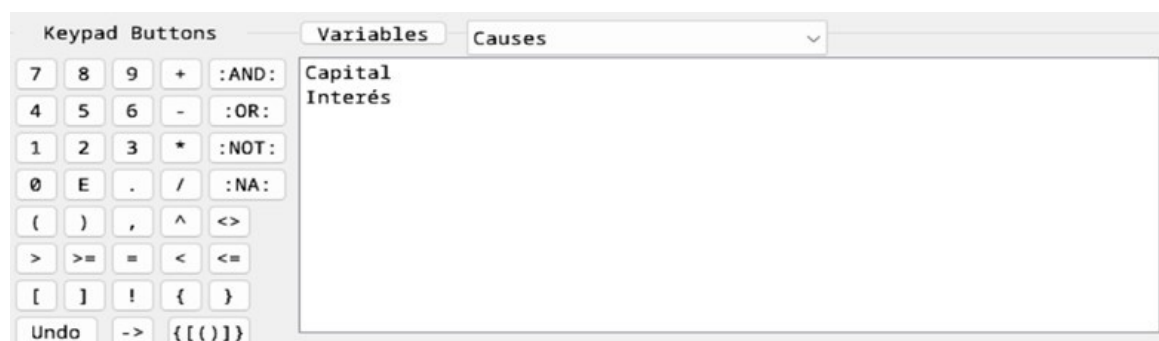 Keypad Buttons Variables Causes
7 8 9 + :AND: Capital
4 5 6 - :OR: Interés
1 2 3 * :NOT:
0 E . / :NA:
( ) , ^ <>
> >= = < <=
[ ] ! { }
Undo -> {[()]}